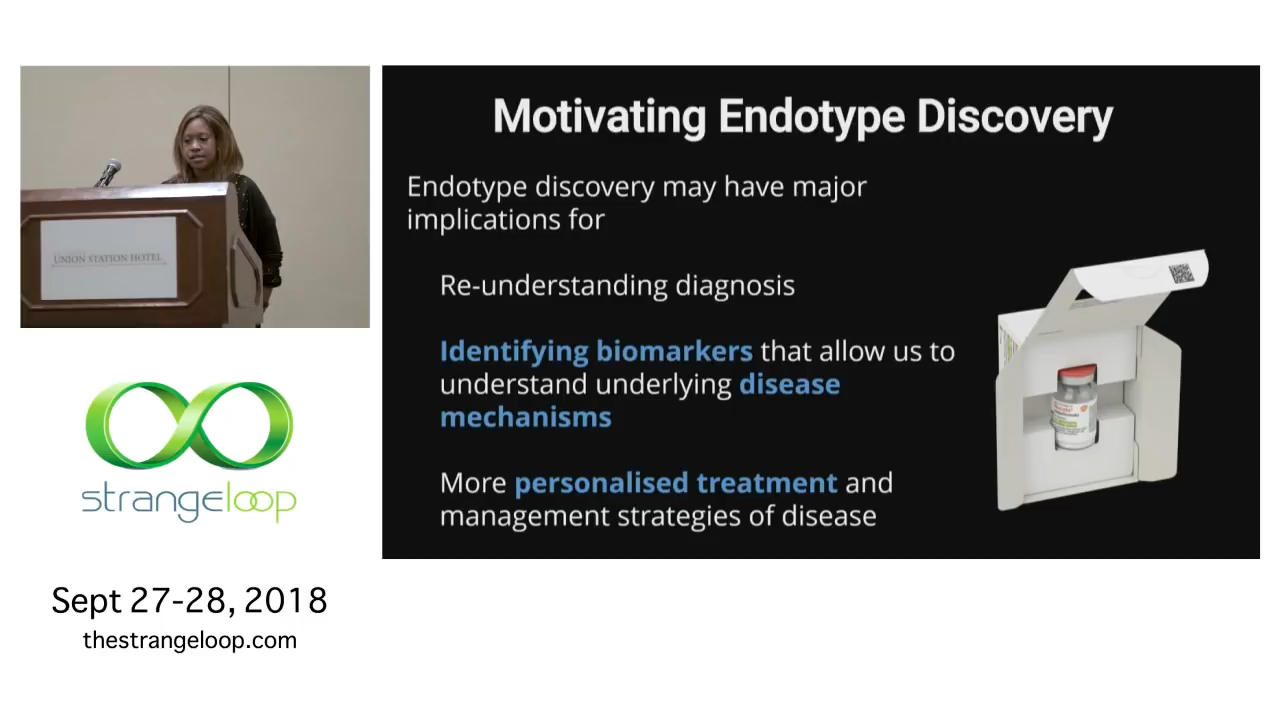 Motivating Endotype Discovery
Endotype discovery may have major
implications for
Re-understanding diagnosis
Identifying biomarkers that allow us to
understand underlying disease
mechanisms
More personalised treatment and
management strategies of disease
UNION STATION HOTEL
strangeloop
Sept 27-28, 2018
thestrangeloop.com